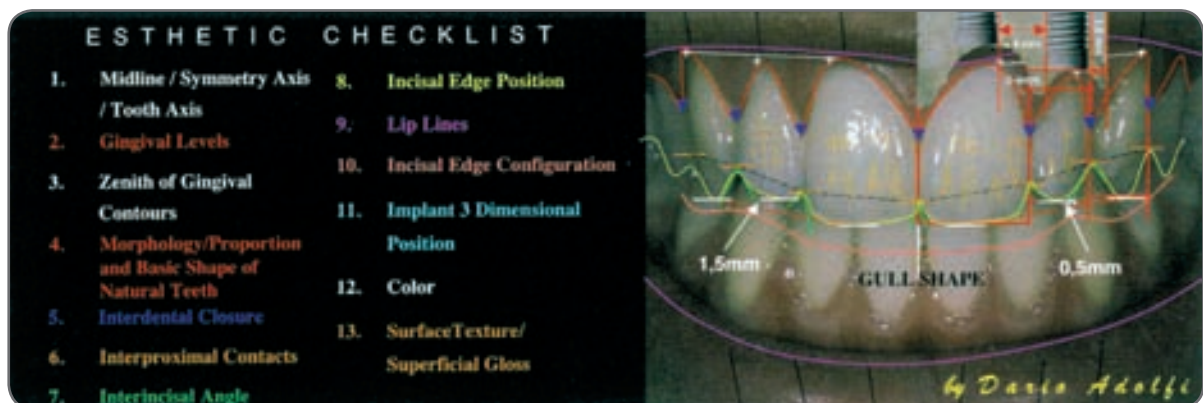 ESTHETIC CHECKLIST
1. Midline / Symmetry Axis
/ Tooth Axis
2. Gingival Levels
3. Zenith of Gingival
Contours
4. Morphology/Proportion
and Basic Shape of
Natural Teeth
5. Interdental Closure
6. Interproximal Contacts
7. Interincisal Angle
8. Incisal Edge Position
9. Lip Lines
10. Incisal Edge Configuration
11. Implant 3 Dimensional
Position
12. Color
13. SurfaceTexture/
Superficial Gloss
1,5mm
GULL SHAPE
0,5mm
by Dario Adolfi